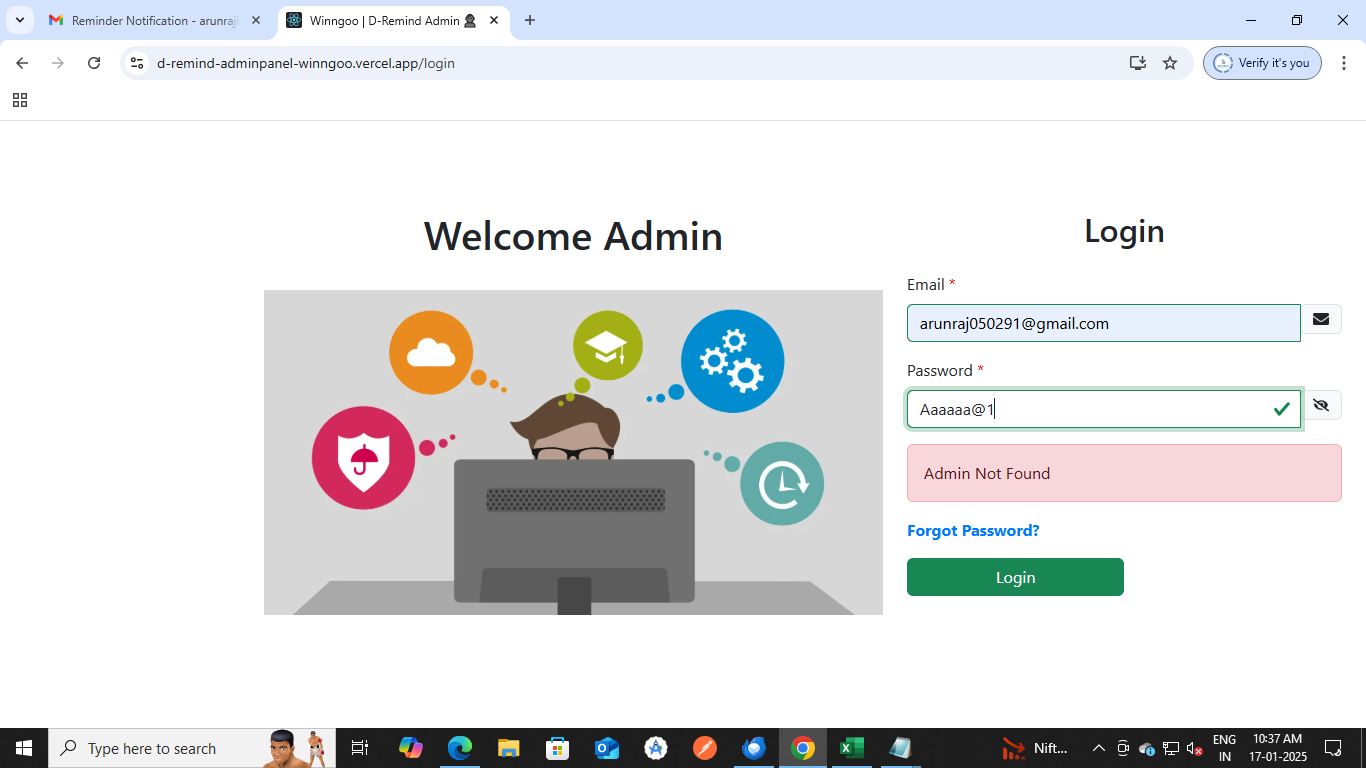 Reminder Notification - arunraj
Winngoo | D-Remind Admin
d-remind-adminpanel-winngoo.vercel.app/login
Verify it's you
Welcome Admin
Login
Email *
arunraj050291@gmail.com
Password *
Aaaaaa@1
Admin Not Found
Forgot Password?
Login
Type here to search
Nift...
ENG
IN
10:37 AM
17-01-2025